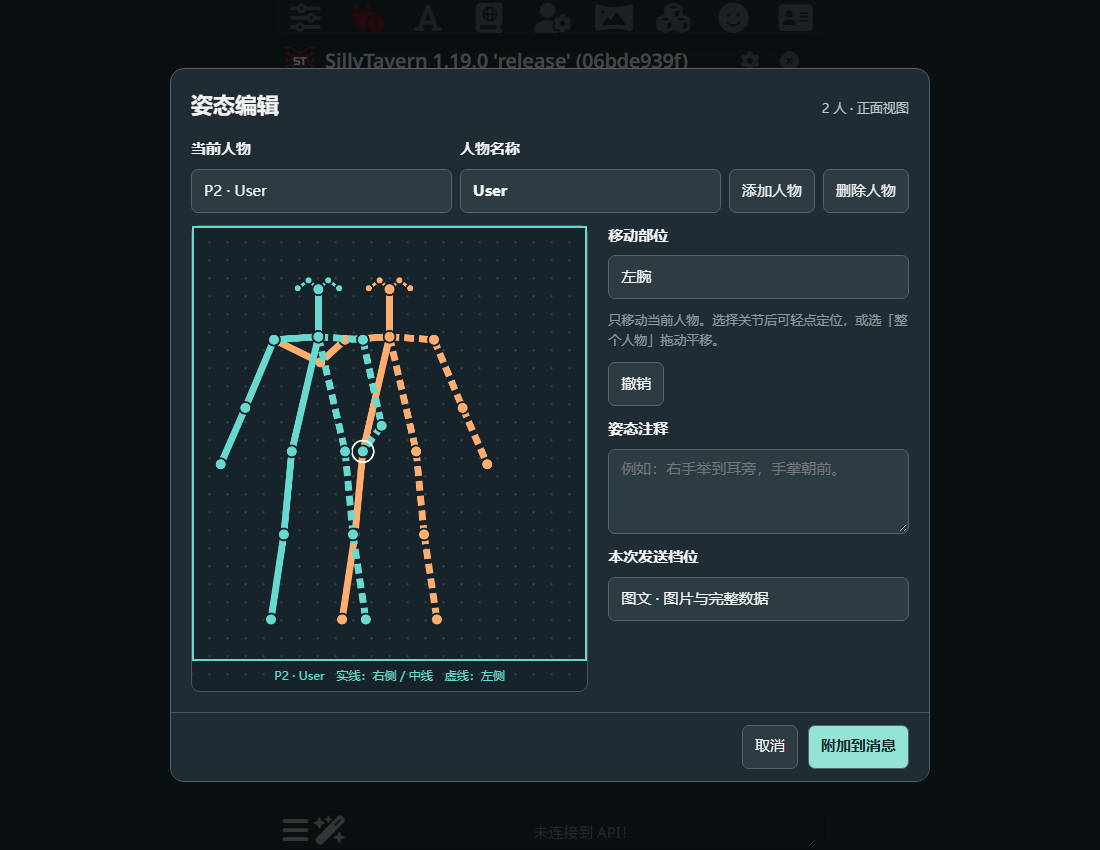 A
ST
SillyTavern 1.19.0 'release' (06bde939f)
姿态编辑
2 人 · 正面视图
当前人物
人物名称
P2 · User
User
添加人物
删除人物
移动部位
左腕
只移动当前人物。选择关节后可轻点定位，或选「整
个人物」拖动平移。
撤销
姿态注释
例如：右手举到耳旁，手掌朝前。
本次发送档位
图文 · 图片与完整数据
P2 · User 实线：右侧 / 中线 虚线：左侧
取消
附加到消息
未连接到 API！